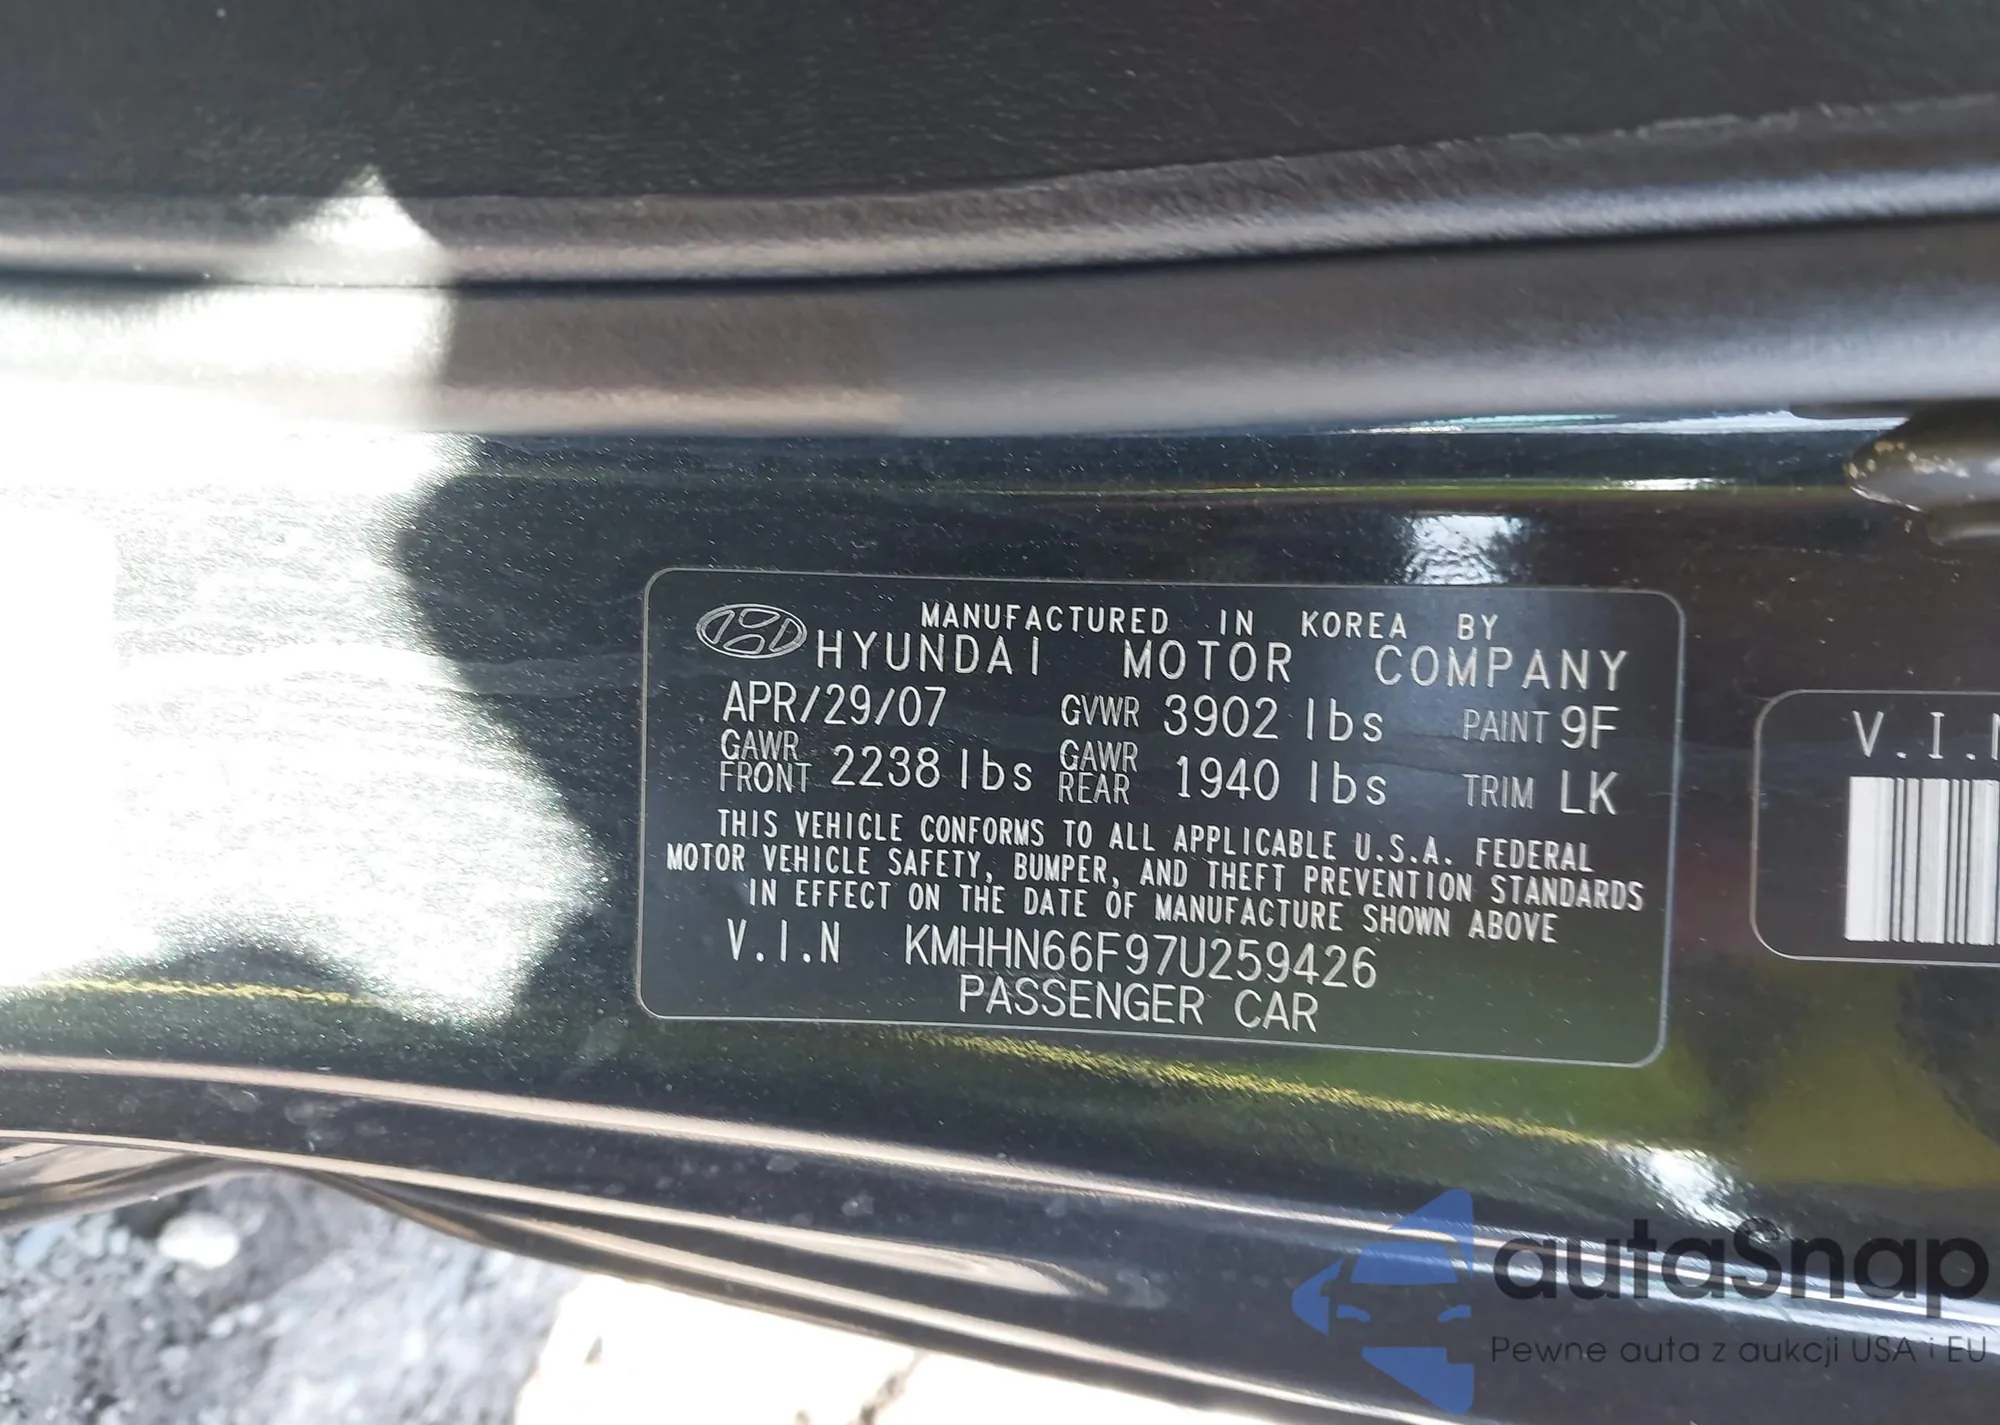 MANUFACTURED IN KOREA BY
HYUNDAI MOTOR COMPANY
APR/29/07 GVWR 3902 lbs PAINT 9F
GAWR FRONT 2238 lbs GAWR REAR 1940 lbs TRIM LK
THIS VEHICLE CONFORMS TO ALL APPLICABLE U.S.A. FEDERAL
MOTOR VEHICLE SAFETY, BUMPER, AND THEFT PREVENTION STANDARDS
IN EFFECT ON THE DATE OF MANUFACTURE SHOWN ABOVE
V.I.N KMHHN66F97U259426
PASSENGER CAR
V.I.N
autaSnap
Pewne auta z aukcji USA i EU